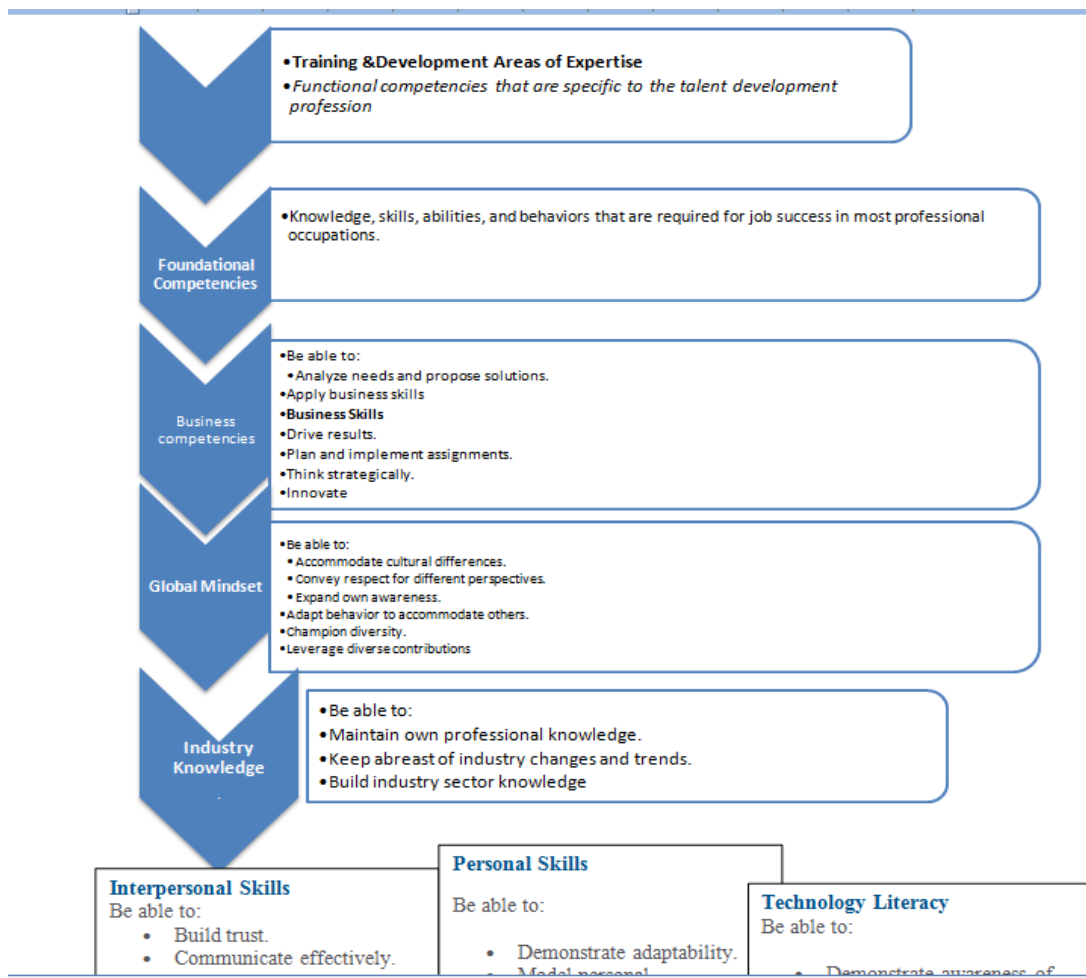 •Training &Development Areas of Expertise
•Functional competencies that are specific to the talent development
profession
Foundational
Competencies
•Knowledge, skills, abilities, and behaviors that are required for job success in most professional
occupations.
Business
competencies
•Be able to:
•Analyze needs and propose solutions.
•Apply business skills
•Business Skills
•Drive results.
•Plan and implement assignments.
•Think strategically.
•Innovate
Global Mindset
•Be able to:
•Accommodate cultural differences.
•Convey respect for different perspectives.
•Expand own awareness.
•Adapt behavior to accommodate others.
•Champion diversity.
•Leverage diverse contributions
Industry
Knowledge
.
•Be able to:
•Maintain own professional knowledge.
•Keep abreast of industry changes and trends.
•Build industry sector knowledge
Interpersonal Skills
Be able to:
• Build trust.
• Communicate effectively.
Personal Skills
Be able to:
• Demonstrate adaptability.
• Model personal
Technology Literacy
Be able to:
• Demonstrate awareness of